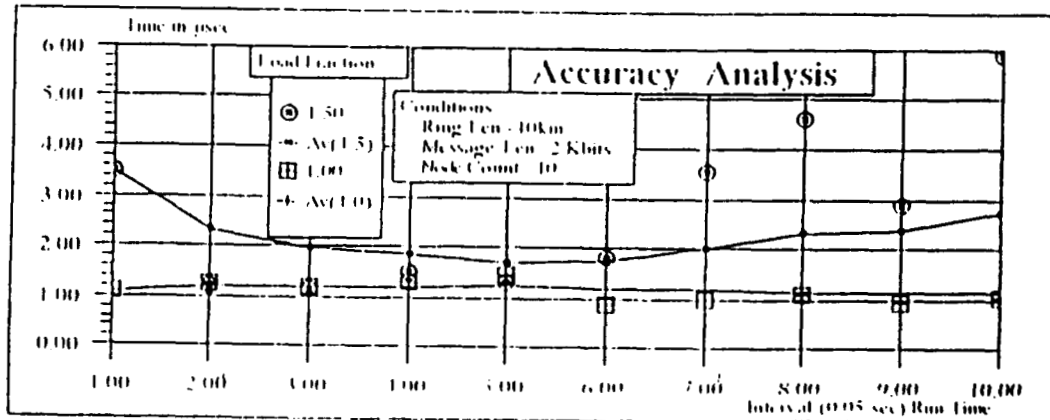 Time in µsec
6.00
Load Fraction
Accuracy Analysis
5.00
Conditions
1.50
Ring Len - 10km
Av(1.5)
Message Len - 2 Kbits
4.00
1.00
Node Count - 10
3.00
Av(1.0)
2.00
1.00
0.00
1.00 2.00 3.00 4.00 5.00 6.00 7.00 8.00 9.00 10.00
Interval (0.05 sec) Run Time